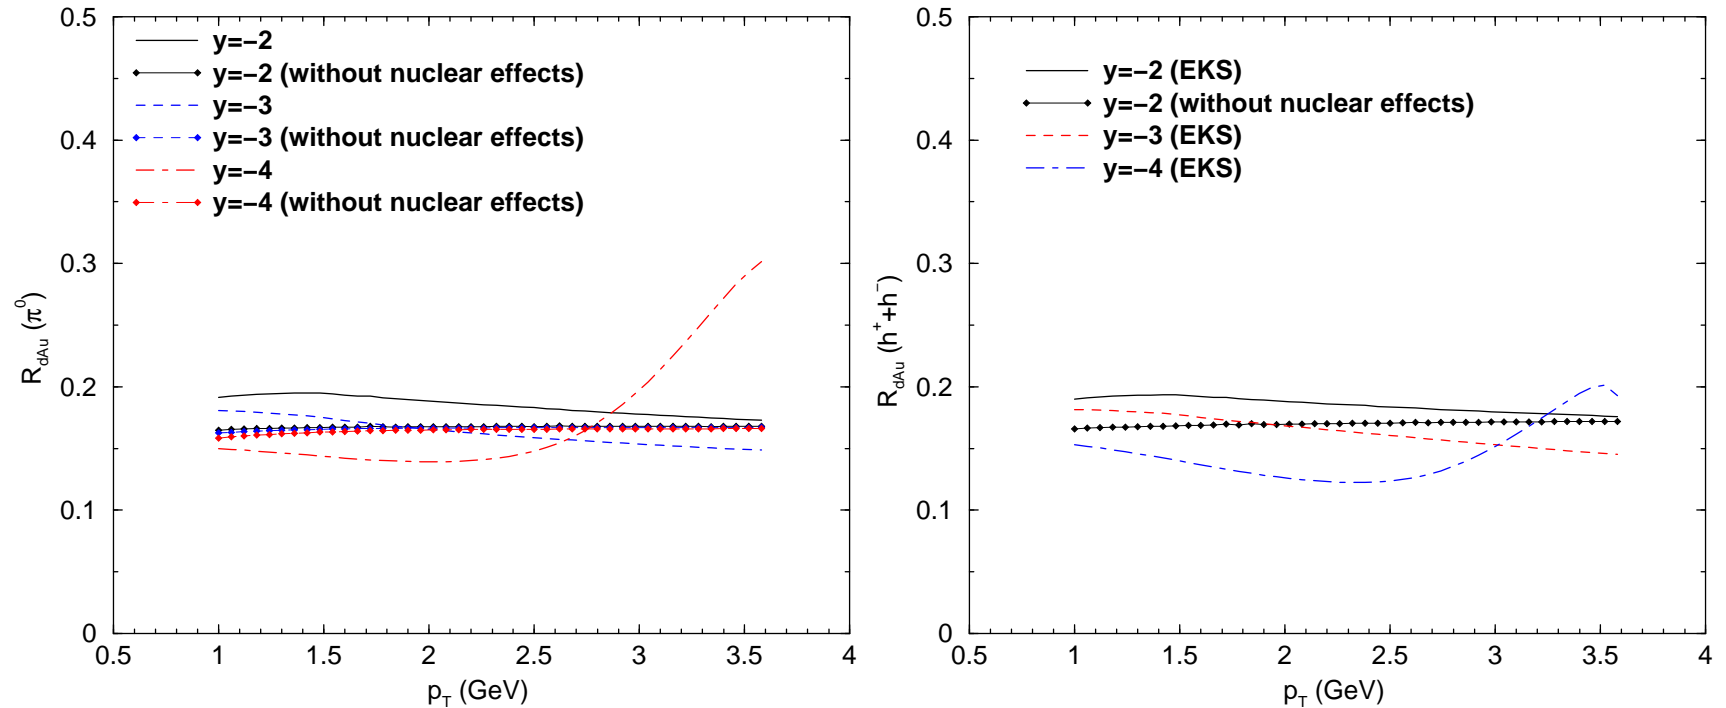 0.5
0.4
0.3
0.2
0.1
0
0.5
1
1.5
2
2.5
3
3.5
4
p_T (GeV)
R_dAu (π^0)
y=−2
y=−2 (without nuclear effects)
y=−3
y=−3 (without nuclear effects)
y=−4
y=−4 (without nuclear effects)
0.5
0.4
0.3
0.2
0.1
0
0.5
1
1.5
2
2.5
3
3.5
4
p_T (GeV)
R_dAu (h^+ +h^−)
y=−2 (EKS)
y=−2 (without nuclear effects)
y=−3 (EKS)
y=−4 (EKS)